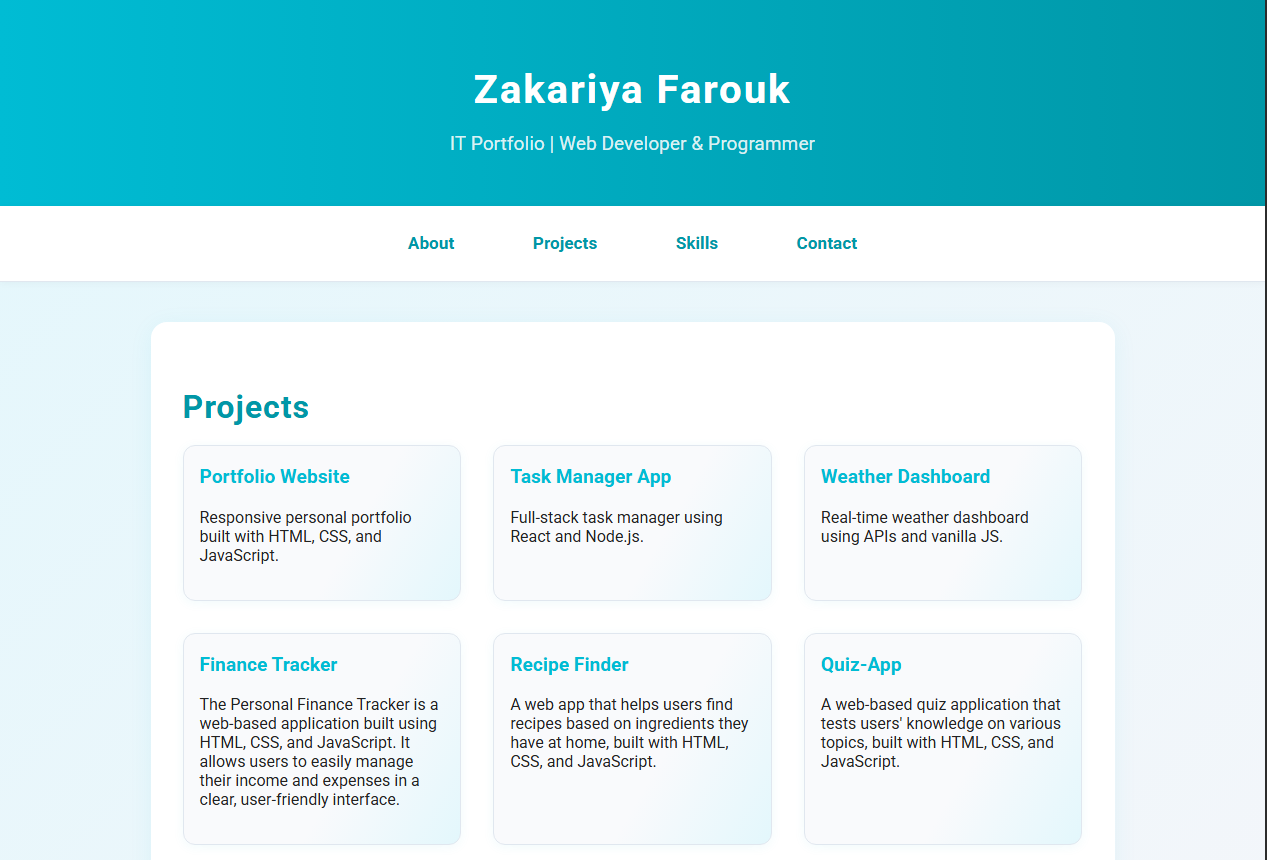 Zakariya Farouk
IT Portfolio | Web Developer & Programmer
About Projects Skills Contact
Projects
Portfolio Website
Responsive personal portfolio
built with HTML, CSS, and
JavaScript.
Task Manager App
Full-stack task manager using
React and Node.js.
Weather Dashboard
Real-time weather dashboard
using APIs and vanilla JS.
Finance Tracker
The Personal Finance Tracker is a
web-based application built using
HTML, CSS, and JavaScript. It
allows users to easily manage
their income and expenses in a
clear, user-friendly interface.
Recipe Finder
A web app that helps users find
recipes based on ingredients they
have at home, built with HTML,
CSS, and JavaScript.
Quiz-App
A web-based quiz application that
tests users' knowledge on various
topics, built with HTML, CSS, and
JavaScript.